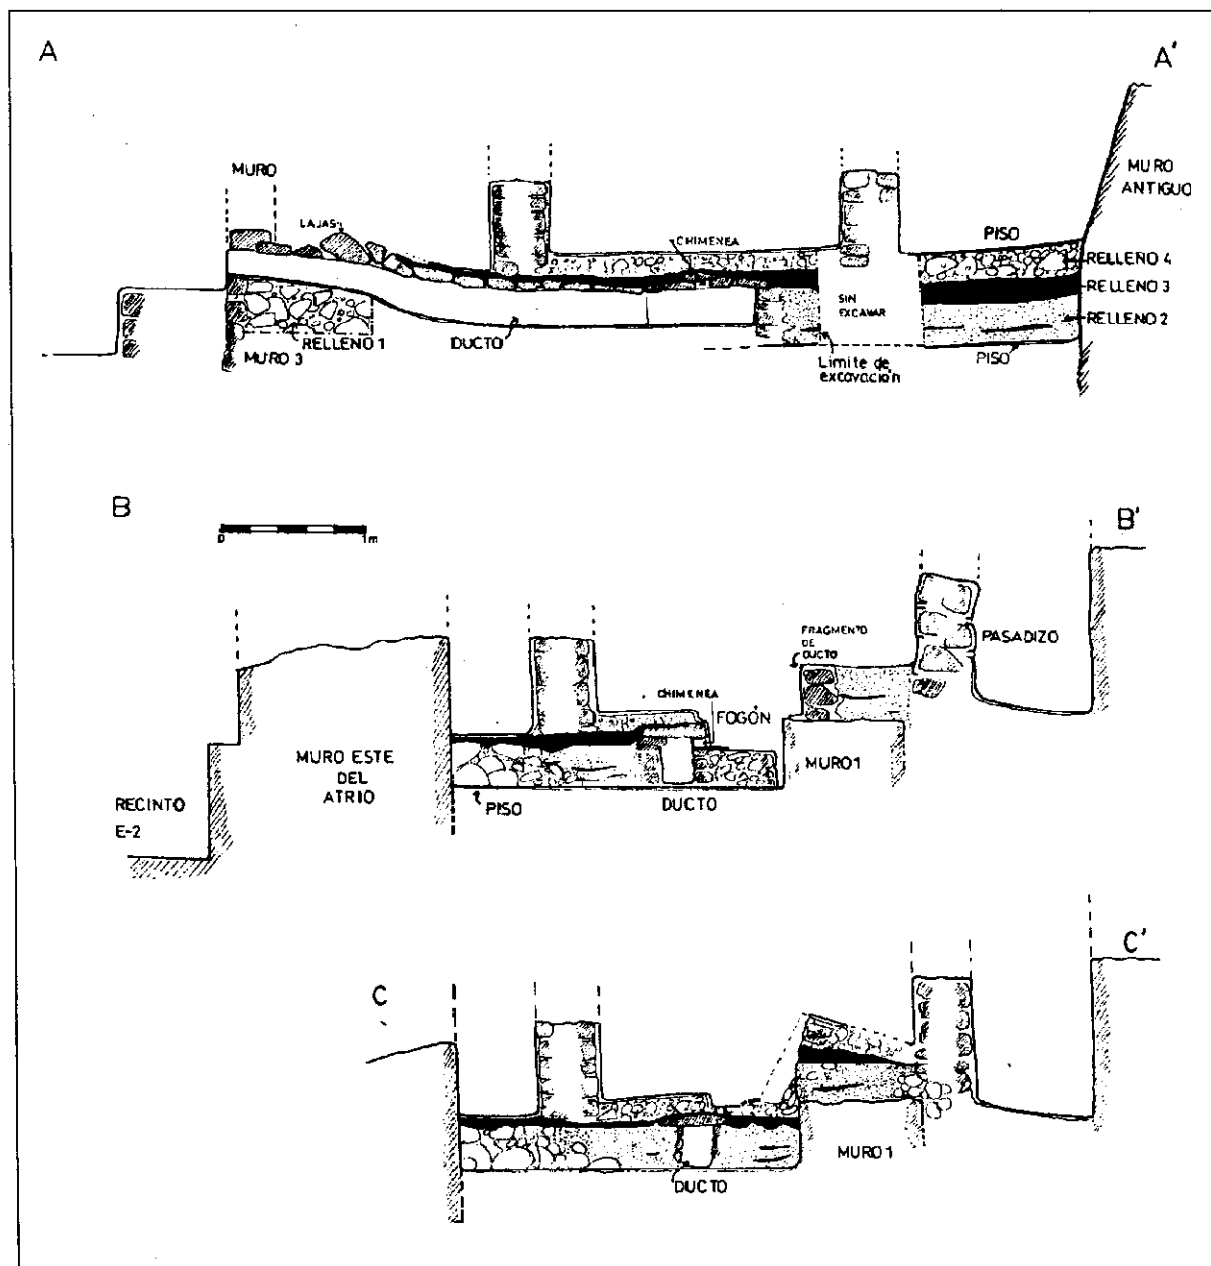 A
A'
MURO
MURO
ANTIGUO
LAJAS
CHIMENEA
PISO
RELLENO 4
RELLENO 3
SIN
EXCAVAR
RELLENO 2
RELLENO 1
DUCTO
MURO 3
Limite de
excavación
PISO
B
B'
0
1m
FRAGMENTO
DE
DUCTO
PASADIZO
CHIMENEA
FOGÓN
MURO ESTE
DEL
ATRIO
MURO 1
RECINTO
E-2
PISO
DUCTO
C
C'
MURO 1
DUCTO